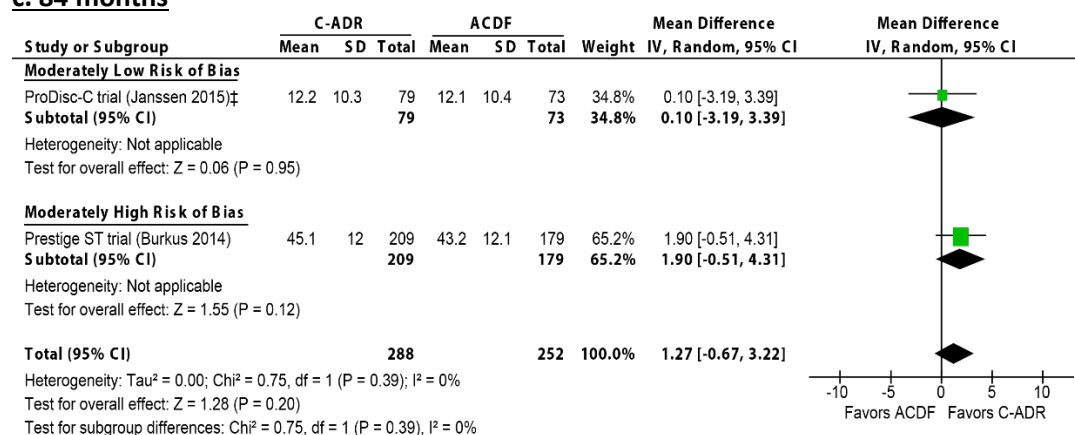 c. 84 months
C-ADR ACDF Mean Difference Mean Difference
Study or Subgroup Mean SD Total Mean SD Total Weight IV, Random, 95% CI IV, Random, 95% CI
Moderately Low Risk of Bias
ProDisc-C trial (Janssen 2015)‡ 12.2 10.3 79 12.1 10.4 73 34.8% 0.10 [-3.19, 3.39]
Subtotal (95% CI) 79 73 34.8% 0.10 [-3.19, 3.39]
Heterogeneity: Not applicable
Test for overall effect: Z = 0.06 (P = 0.95)
Moderately High Risk of Bias
Prestige ST trial (Burkus 2014) 45.1 12 209 43.2 12.1 179 65.2% 1.90 [-0.51, 4.31]
Subtotal (95% CI) 209 179 65.2% 1.90 [-0.51, 4.31]
Heterogeneity: Not applicable
Test for overall effect: Z = 1.55 (P = 0.12)
Total (95% CI) 288 252 100.0% 1.27 [-0.67, 3.22]
Heterogeneity: Tau² = 0.00; Chi² = 0.75, df = 1 (P = 0.39); I² = 0%
Test for overall effect: Z = 1.28 (P = 0.20)
Test for subgroup differences: Chi² = 0.75, df = 1 (P = 0.39), I² = 0%
-10 -5 0 5 10
Favors ACDF Favors C-ADR